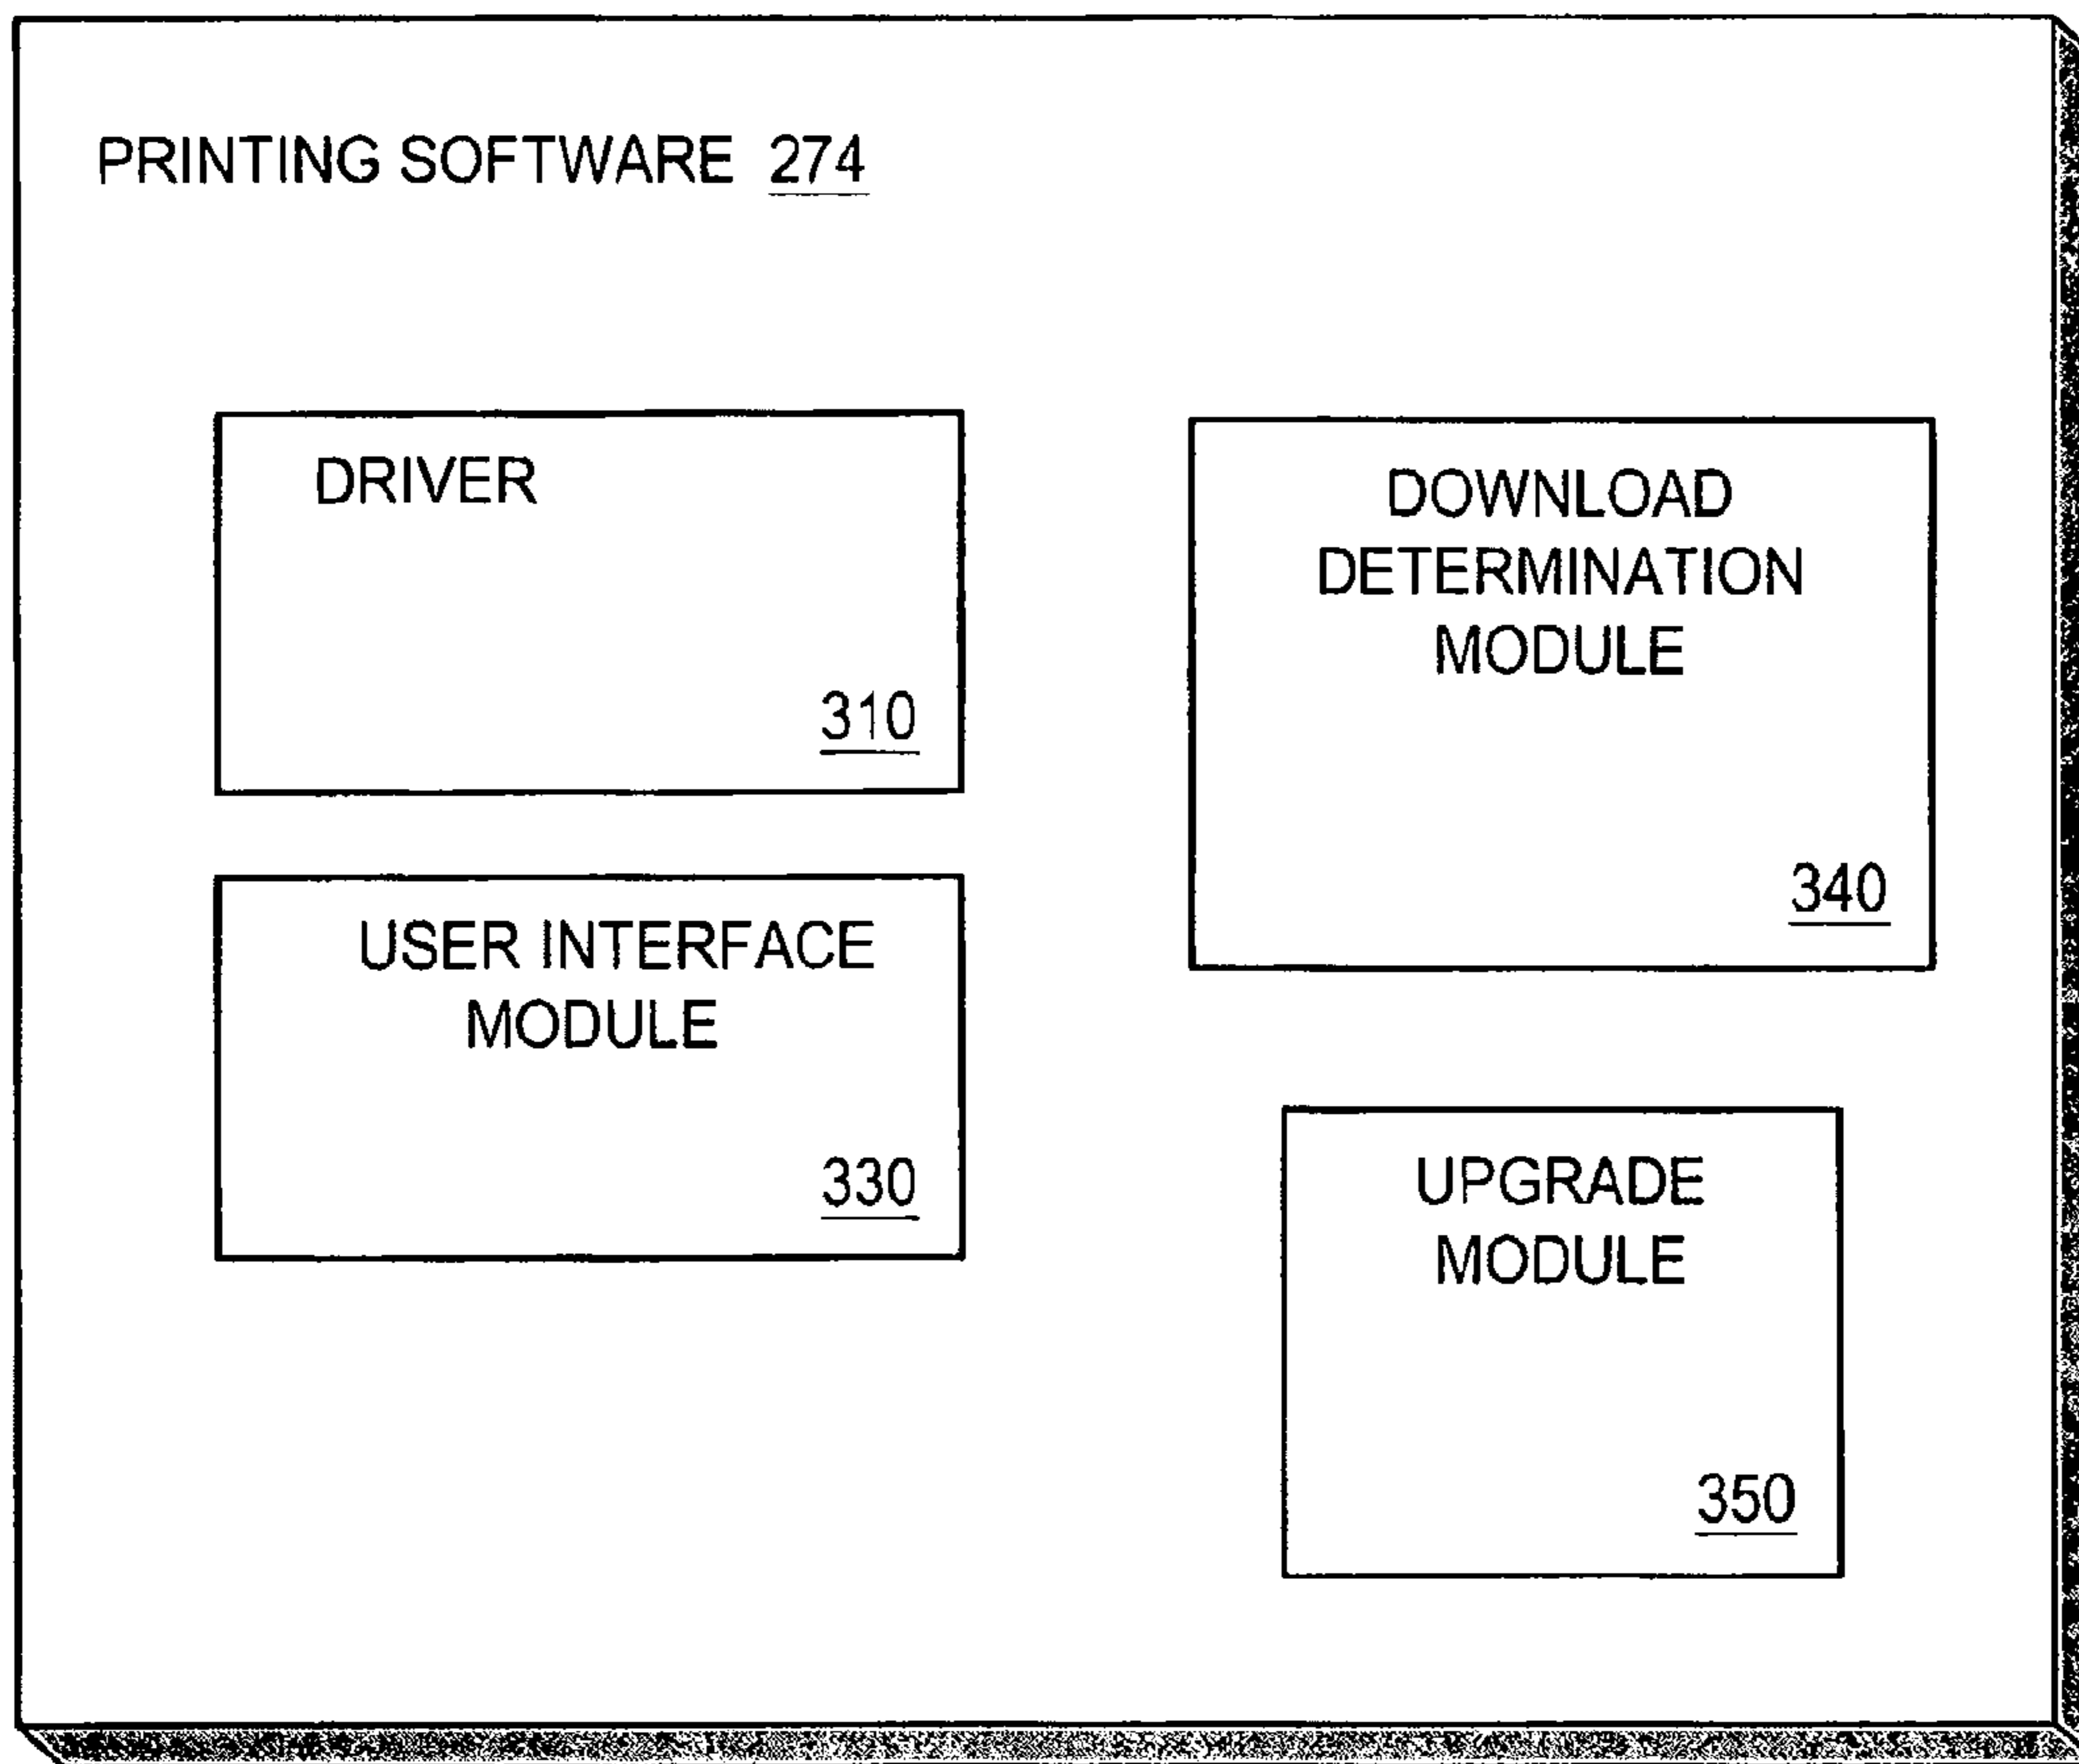 PRINTING SOFTWARE 274
DRIVER
310
USER INTERFACE
MODULE
330
DOWNLOAD
DETERMINATION
MODULE
340
UPGRADE
MODULE
350